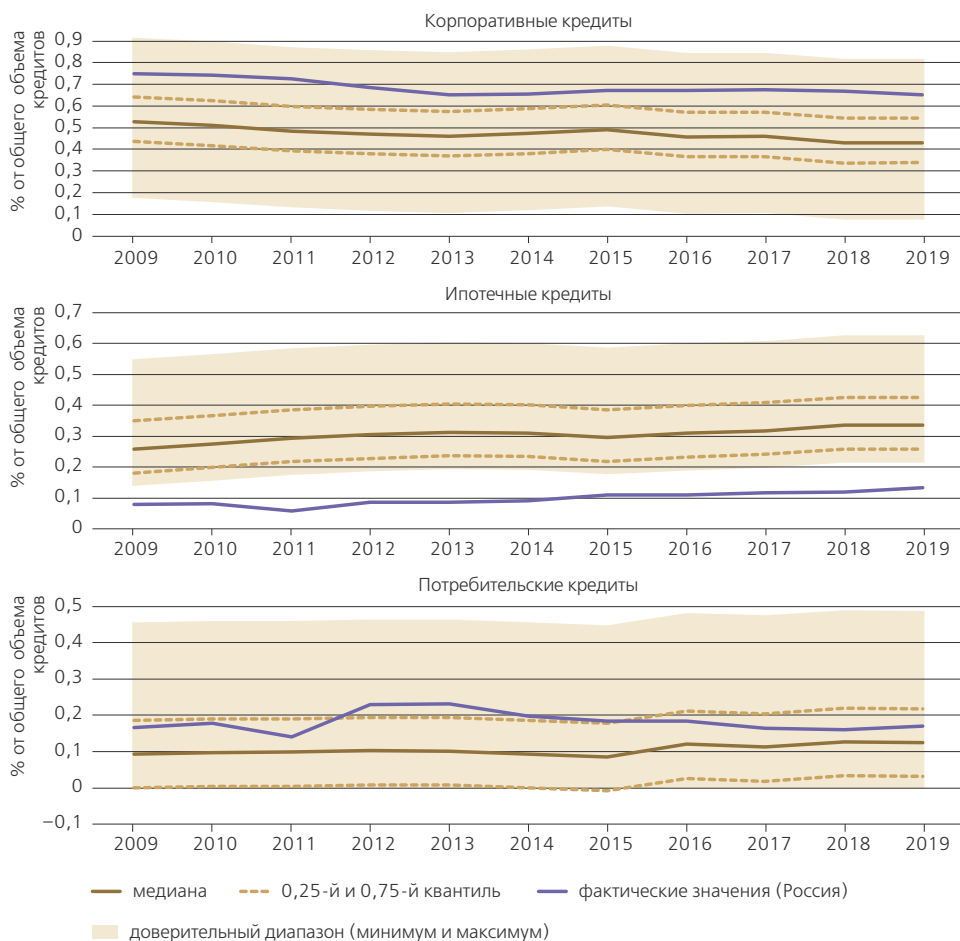 Корпоративные кредиты
% от общего объема
кредитов
0,9
0,8
0,7
0,6
0,5
0,4
0,3
0,2
0,1
0
2009 2010 2011 2012 2013 2014 2015 2016 2017 2018 2019
Ипотечные кредиты
% от общего объема
кредитов
0,7
0,6
0,5
0,4
0,3
0,2
0,1
0
2009 2010 2011 2012 2013 2014 2015 2016 2017 2018 2019
Потребительские кредиты
% от общего объема
кредитов
0,5
0,4
0,3
0,2
0,1
0
−0,1
2009 2010 2011 2012 2013 2014 2015 2016 2017 2018 2019
медиана 0,25-й и 0,75-й квантиль фактические значения (Россия)
доверительный диапазон (минимум и максимум)